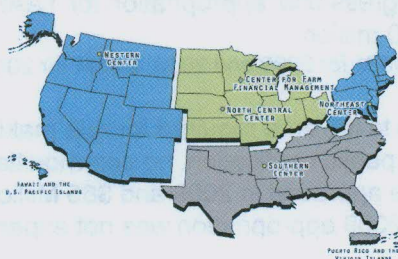 WESTERN
CENTER
CENTER FOR FARM
FINANCIAL MANAGEMENT
NORTH CENTRAL
CENTER
NORTHEAST
CENTER
SOUTHERN
CENTER
HAWAII AND THE
U.S. PACIFIC ISLANDS
PUERTO RICO AND THE
VIRGIN ISLANDS